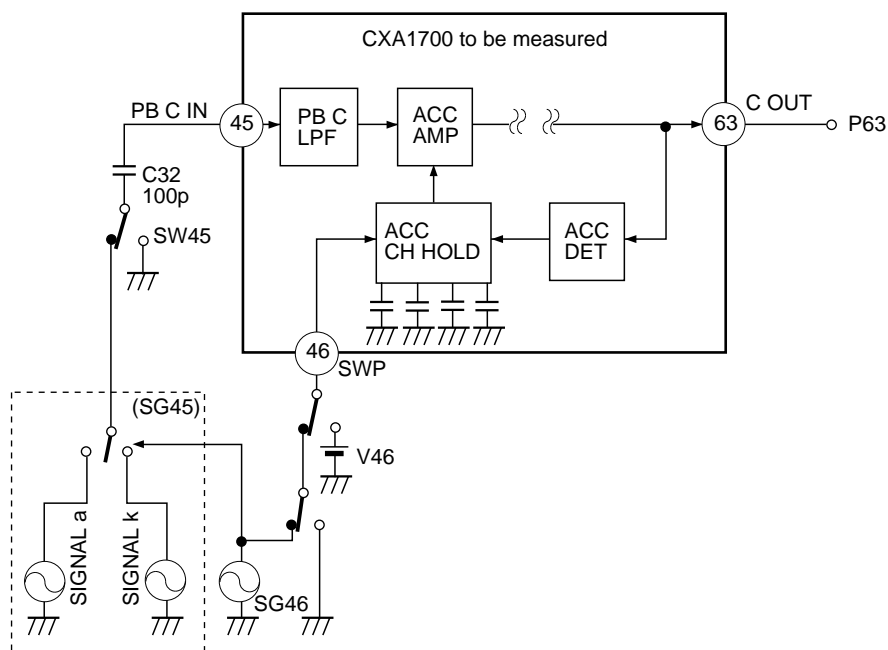 CXA1700 to be measured
PB C IN
45
PB C
LPF
ACC
AMP
63
C OUT
P63
C32
100p
SW45
ACC
CH HOLD
ACC
DET
46
SWP
(SG45)
V46
SIGNAL a
SIGNAL k
SG46